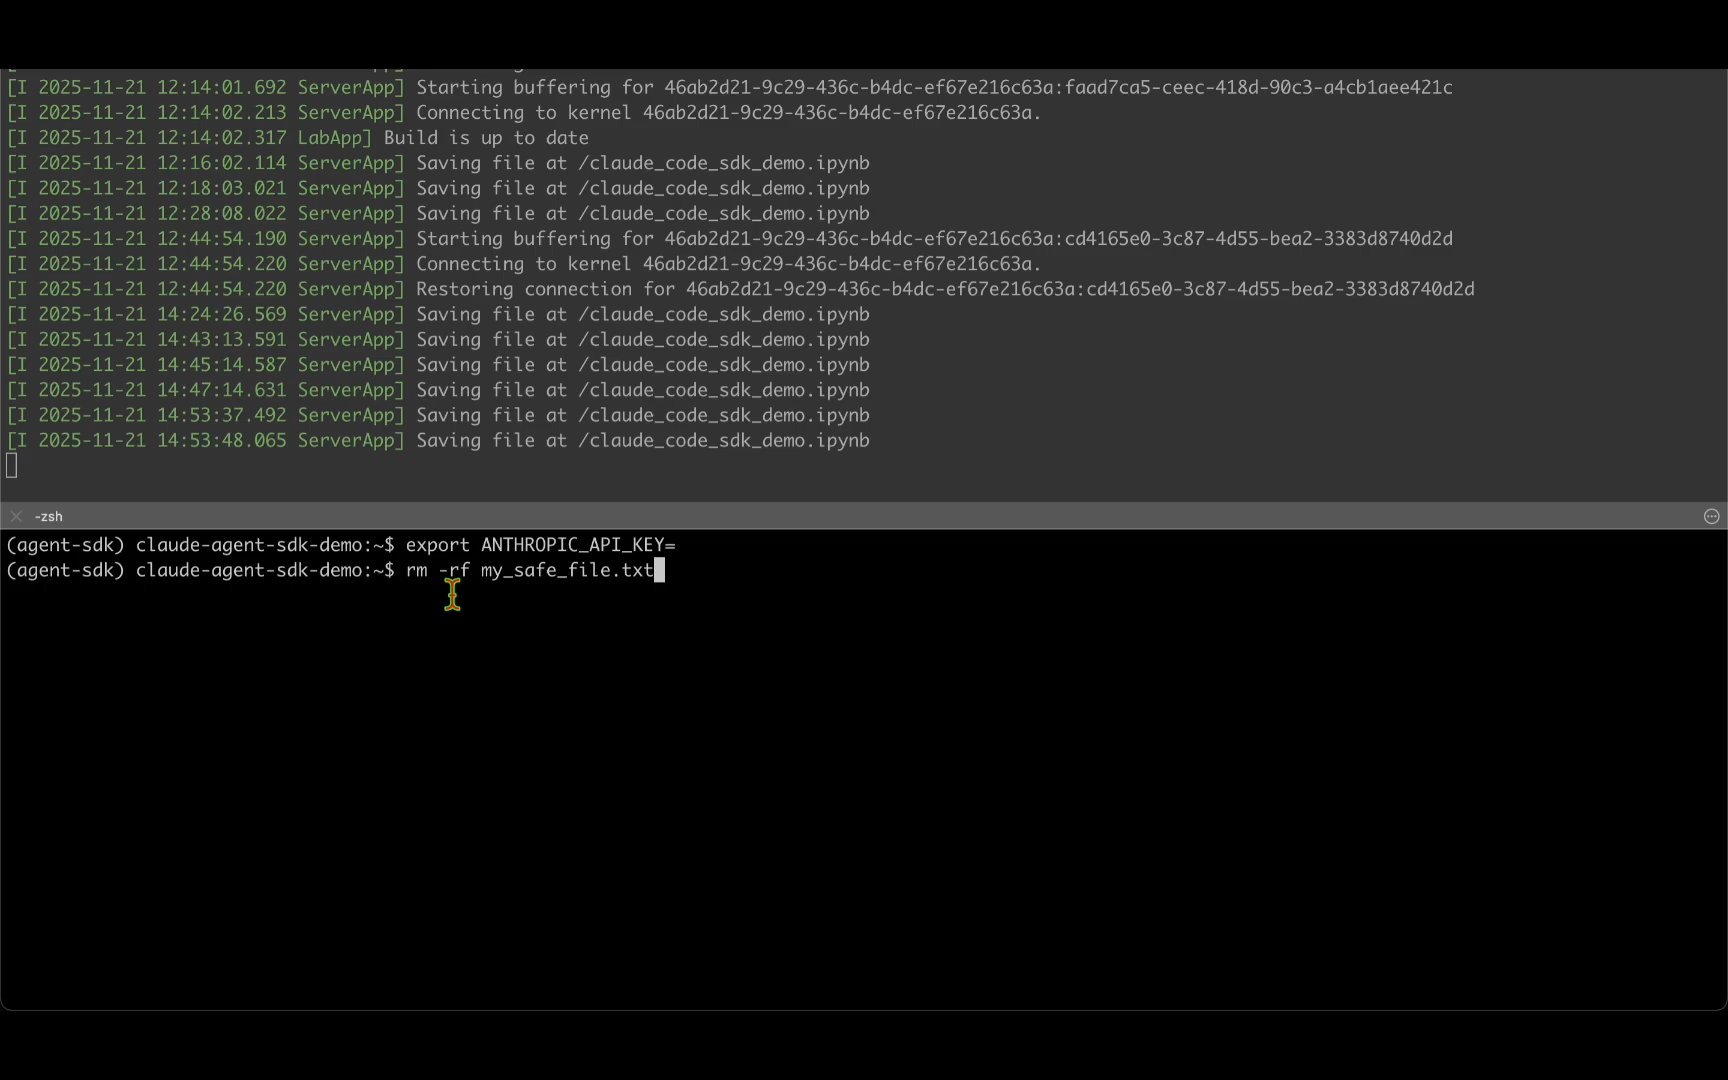 [I 2025-11-21 12:14:01.692 ServerApp] Starting buffering for 46ab2d21-9c29-436c-b4dc-ef67e216c63a:faad7ca5-ceec-418d-90c3-a4cb1aee421c
[I 2025-11-21 12:14:02.213 ServerApp] Connecting to kernel 46ab2d21-9c29-436c-b4dc-ef67e216c63a.
[I 2025-11-21 12:14:02.317 LabApp] Build is up to date
[I 2025-11-21 12:16:02.114 ServerApp] Saving file at /claude_code_sdk_demo.ipynb
[I 2025-11-21 12:18:03.021 ServerApp] Saving file at /claude_code_sdk_demo.ipynb
[I 2025-11-21 12:28:08.022 ServerApp] Saving file at /claude_code_sdk_demo.ipynb
[I 2025-11-21 12:44:54.190 ServerApp] Starting buffering for 46ab2d21-9c29-436c-b4dc-ef67e216c63a:cd4165e0-3c87-4d55-bea2-3383d8740d2d
[I 2025-11-21 12:44:54.220 ServerApp] Connecting to kernel 46ab2d21-9c29-436c-b4dc-ef67e216c63a.
[I 2025-11-21 12:44:54.220 ServerApp] Restoring connection for 46ab2d21-9c29-436c-b4dc-ef67e216c63a:cd4165e0-3c87-4d55-bea2-3383d8740d2d
[I 2025-11-21 14:24:26.569 ServerApp] Saving file at /claude_code_sdk_demo.ipynb
[I 2025-11-21 14:43:13.591 ServerApp] Saving file at /claude_code_sdk_demo.ipynb
[I 2025-11-21 14:45:14.587 ServerApp] Saving file at /claude_code_sdk_demo.ipynb
[I 2025-11-21 14:47:14.631 ServerApp] Saving file at /claude_code_sdk_demo.ipynb
[I 2025-11-21 14:53:37.492 ServerApp] Saving file at /claude_code_sdk_demo.ipynb
[I 2025-11-21 14:53:48.065 ServerApp] Saving file at /claude_code_sdk_demo.ipynb
-zsh
(agent-sdk) claude-agent-sdk-demo:~$ export ANTHROPIC_API_KEY=
(agent-sdk) claude-agent-sdk-demo:~$ rm -rf my_safe_file.txt